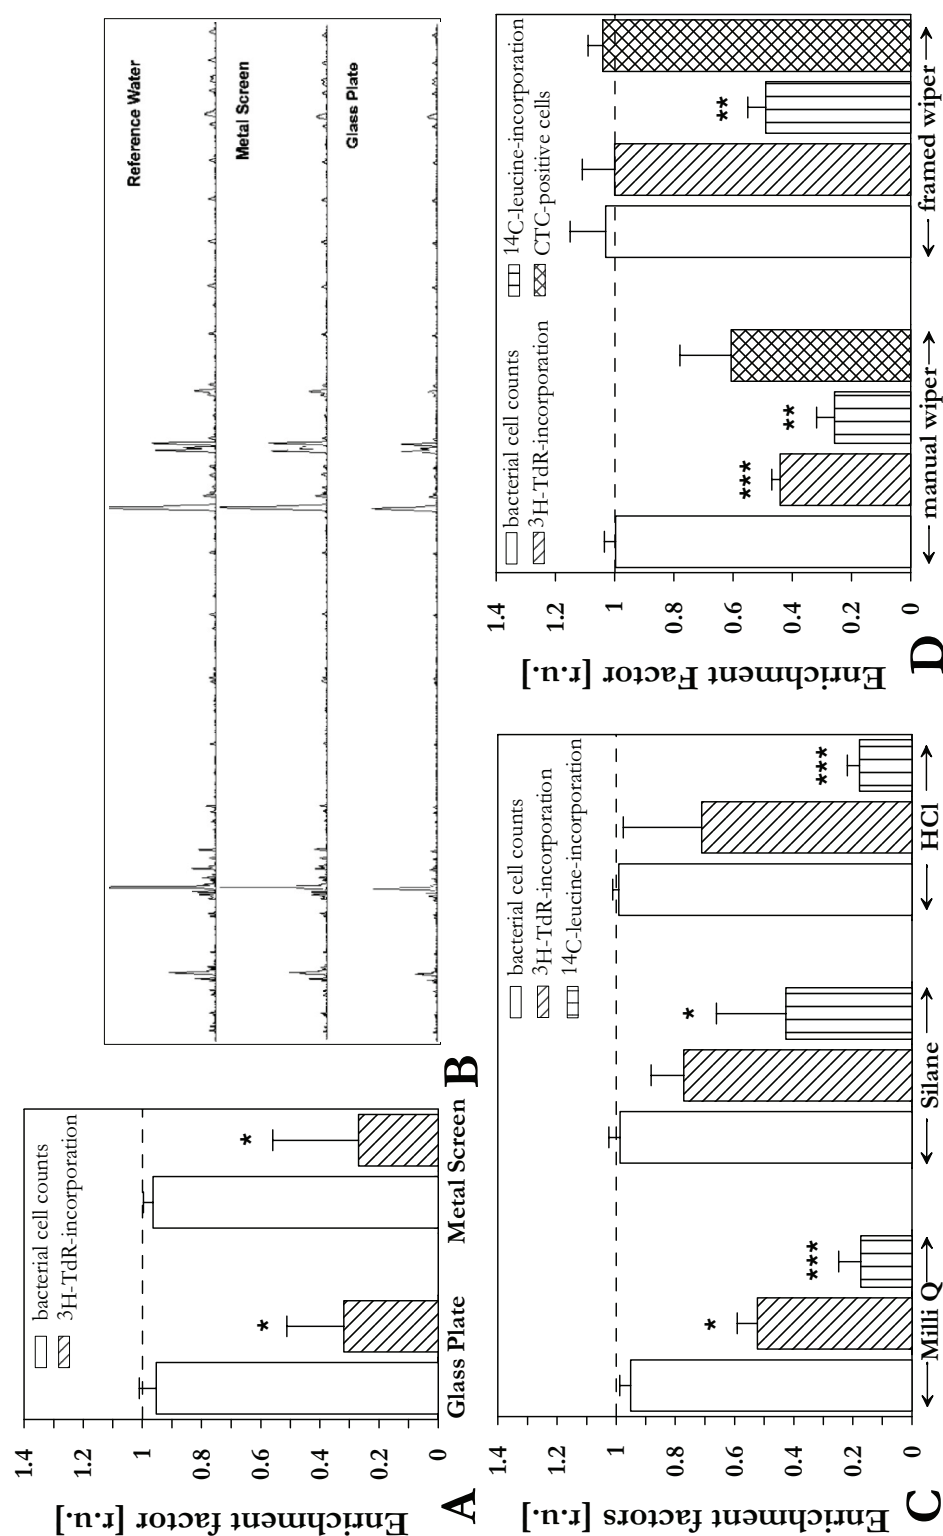 Enrichment factor [r.u.]
1.4
1.2
1
0.8
0.6
0.4
0.2
0
bacterial cell counts
3H-TdR-incorporation
*
*
Glass Plate
Metal Screen
A
Reference Water
Metal Screen
Glass Plate
B
Enrichment factors [r.u.]
1.4
1.2
1
0.8
0.6
0.4
0.2
0
bacterial cell counts
3H-TdR-incorporation
14C-leucine-incorporation
*
***
*
***
←Milli Q→
← Silane →
← HCl →
C
Enrichment Factor [r.u.]
1.4
1.2
1
0.8
0.6
0.4
0.2
0
bacterial cell counts
14C-leucine-incorporation
3H-TdR-incorporation
CTC-positive cells
***
**
**
← manual wiper →
← framed wiper →
D